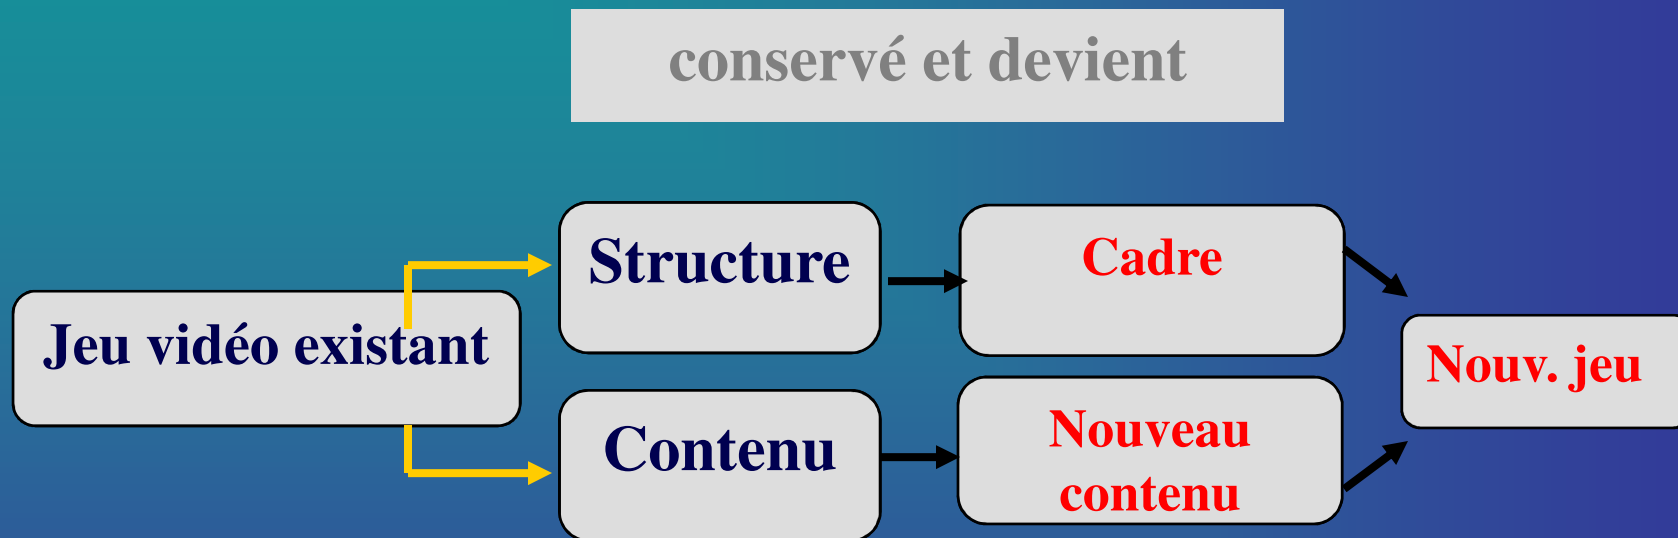 conservé et devient
Structure
Cadre
Jeu vidéo existant
Nouv. jeu
Contenu
Nouveau
contenu